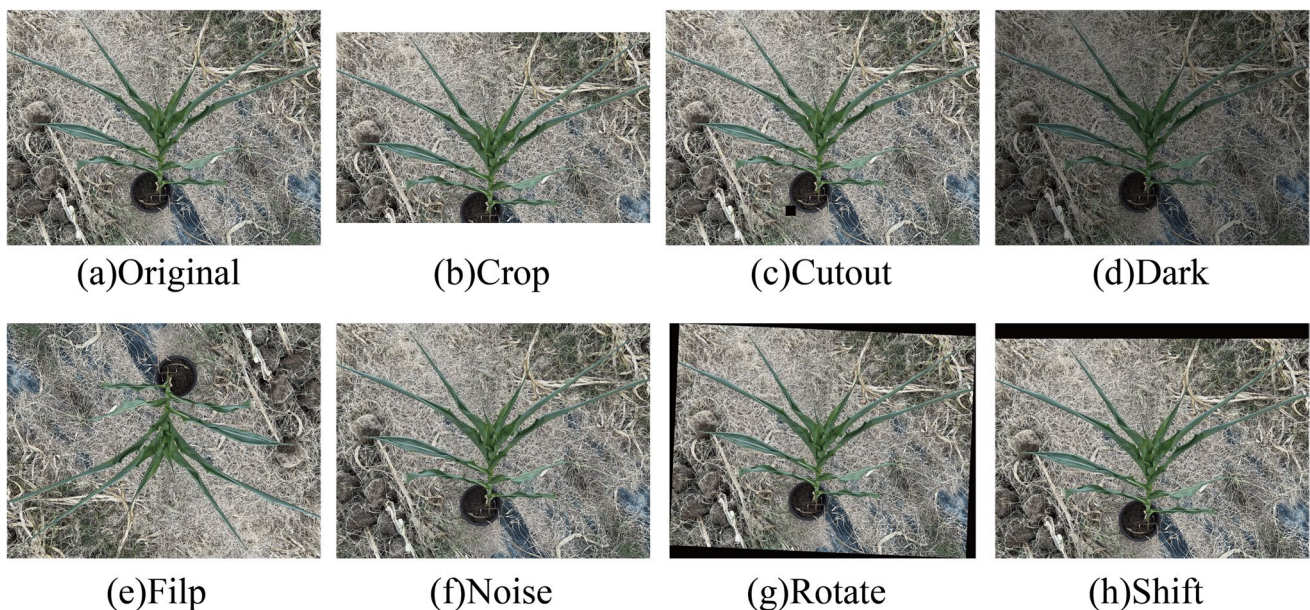 (a)Original
(b)Crop
(c)Cutout
(d)Dark
(e)Filp
(f)Noise
(g)Rotate
(h)Shift